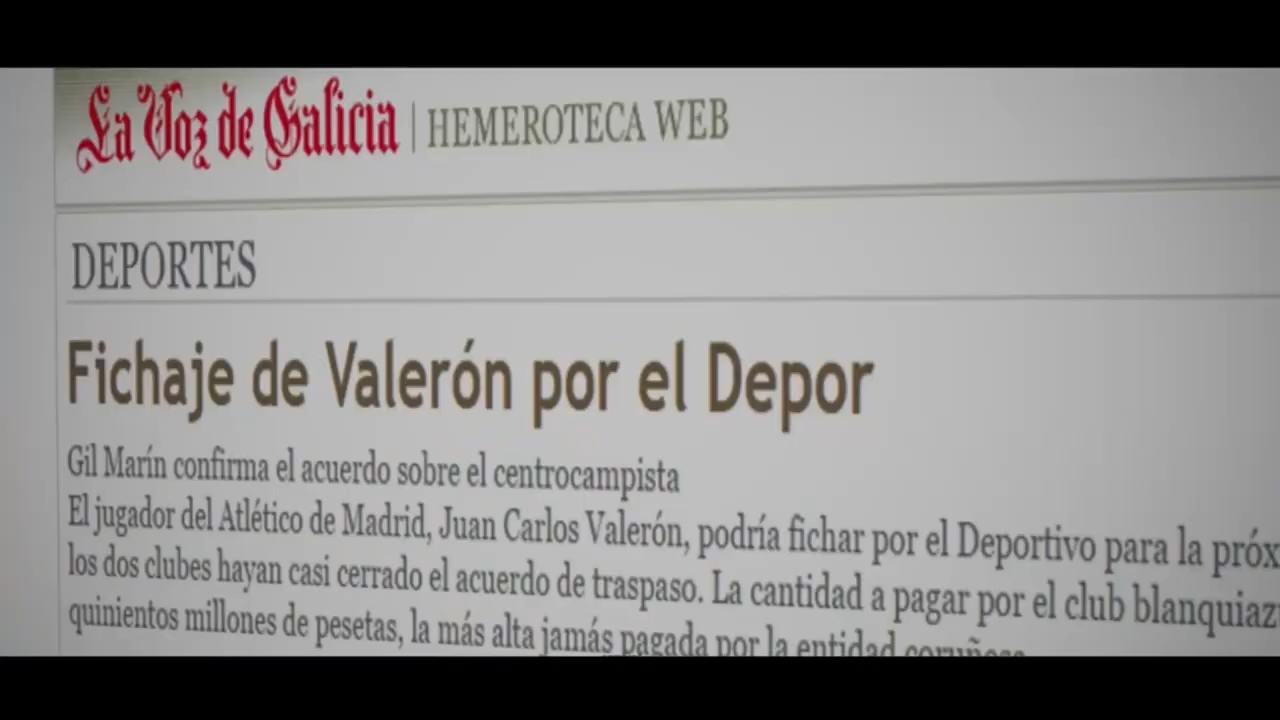 La Voz de Galicia | HEMEROTECA WEB
DEPORTES
Fichaje de Valerón por el Depor
Gil Marín confirma el acuerdo sobre el centrocampista
El jugador del Atlético de Madrid, Juan Carlos Valerón, podría fichar por el Deportivo para la próx
los dos clubes hayan casi cerrado el acuerdo de traspaso. La cantidad a pagar por el club blanquiaz
quinientos millones de pesetas, la más alta jamás pagada por la entidad